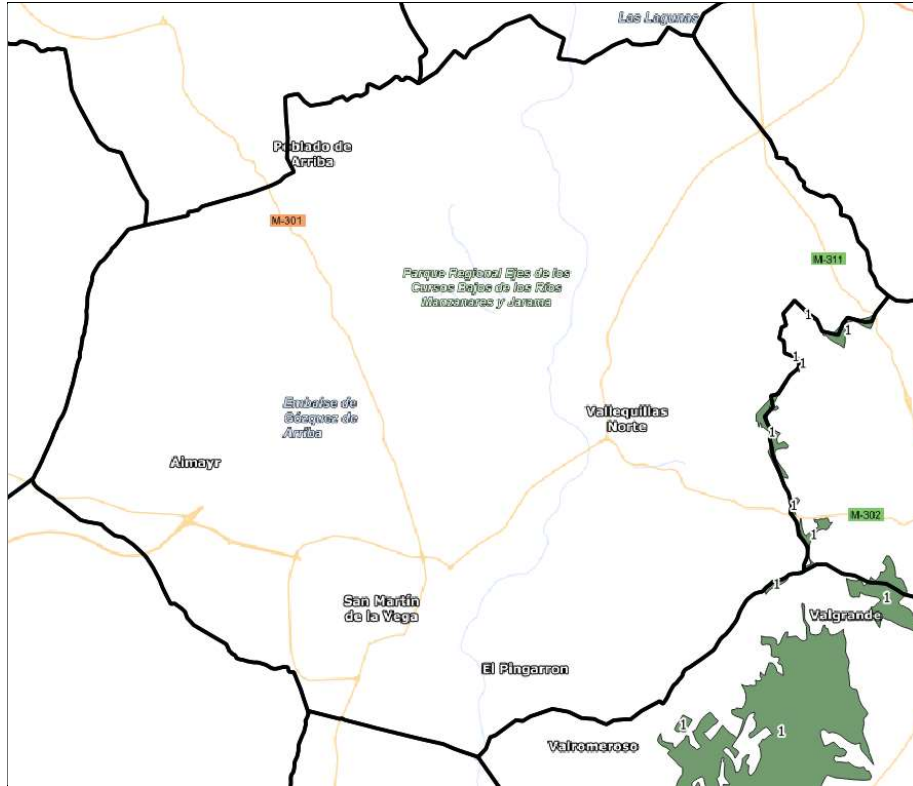 Las Lagunas
Poblado de
Arriba
M-301
M-311
Parque Regional Ejes de los
Cursos Bajos de los Ríos
Manzanares y Jarama
1
1
1
1
Embalse de
Gózquez de
Arriba
Vallequillas
Norte
1
Aimayr
1
M-302
1
1
1
San Martín
de la Vega
Valgrande
El Pingarron
1
1
Valromeroso